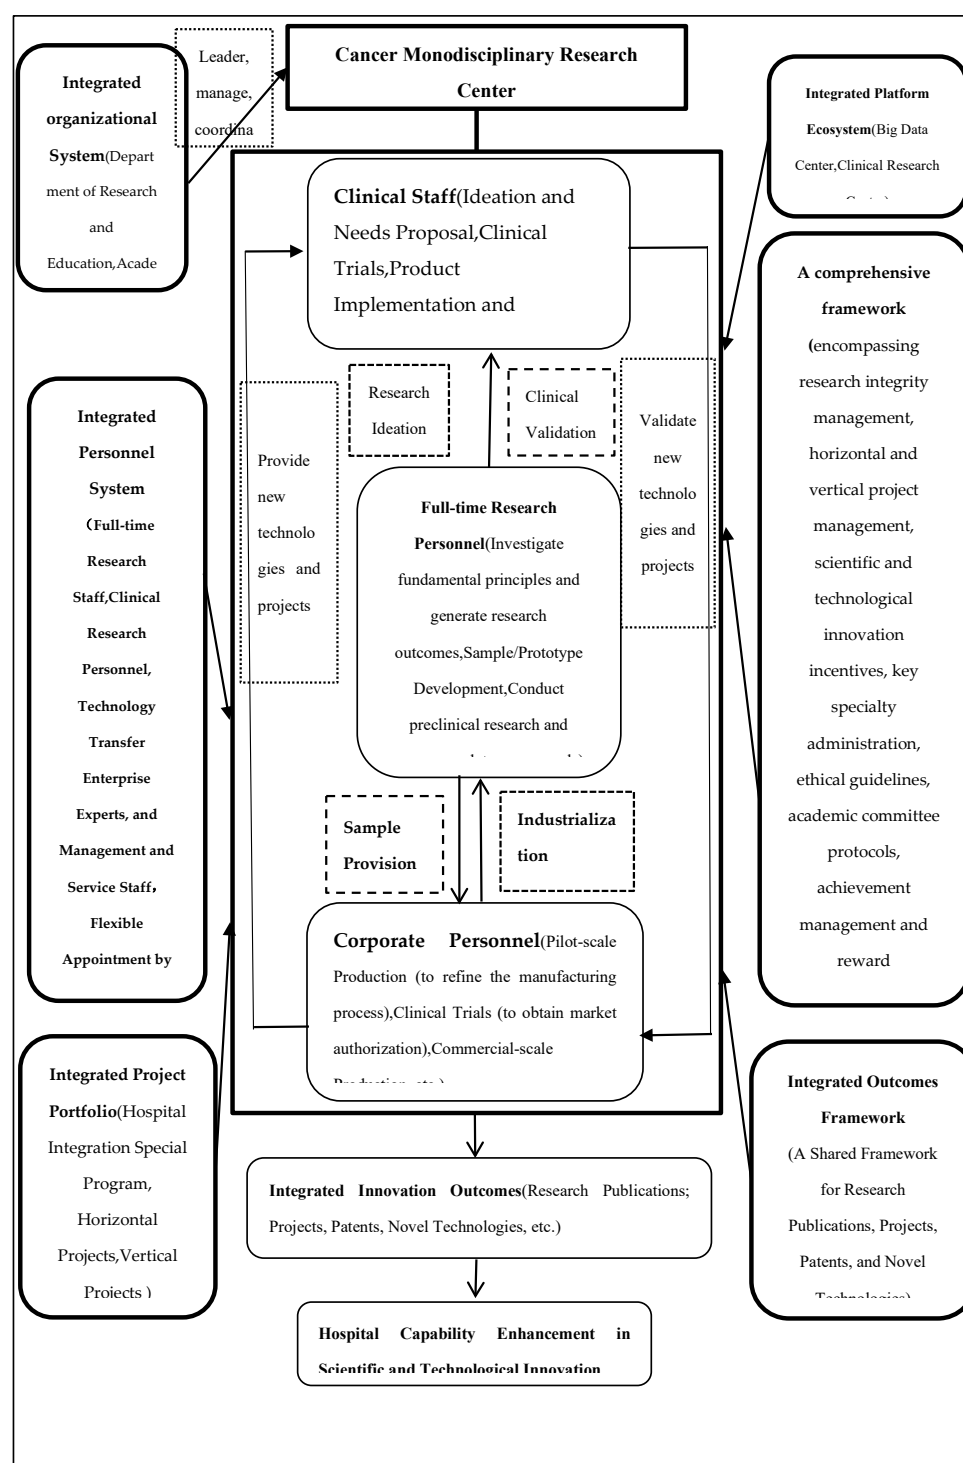 Cancer Monodisciplinary Research
Center
Leader,
manage,
coordina
Integrated
organizational
System(Depart
ment of Research
and
Education,Acade
Integrated Platform
Ecosystem(Big Data
Center,Clinical Research
Clinical Staff(Ideation and
Needs Proposal,Clinical
Trials,Product
Implementation and
A comprehensive
framework
(encompassing
research integrity
management,
horizontal and
vertical project
management,
scientific and
technological
innovation
incentives, key
specialty
administration,
ethical guidelines,
academic committee
protocols,
achievement
management and
reward
Research
Ideation
Clinical
Validation
Integrated
Personnel
System
(Full-time
Research
Staff,Clinical
Research
Personnel,
Technology
Transfer
Enterprise
Experts, and
Management and
Service Staff,
Flexible
Appointment by
Provide
new
technolo
gies and
projects
Validate
new
technolo
gies and
projects
Full-time Research
Personnel(Investigate
fundamental principles and
generate research
outcomes,Sample/Prototype
Development,Conduct
preclinical research and
Sample
Provision
Industrializa
tion
Corporate Personnel(Pilot-scale
Production (to refine the manufacturing
process),Clinical Trials (to obtain market
authorization),Commercial-scale
Production, etc.)
Integrated Project
Portfolio(Hospital
Integration Special
Program,
Horizontal
Projects,Vertical
Projects )
Integrated Outcomes
Framework
(A Shared Framework
for Research
Publications, Projects,
Patents, and Novel
Technologies)
Integrated Innovation Outcomes(Research Publications;
Projects, Patents, Novel Technologies, etc.)
Hospital Capability Enhancement in
Scientific and Technological Innovation